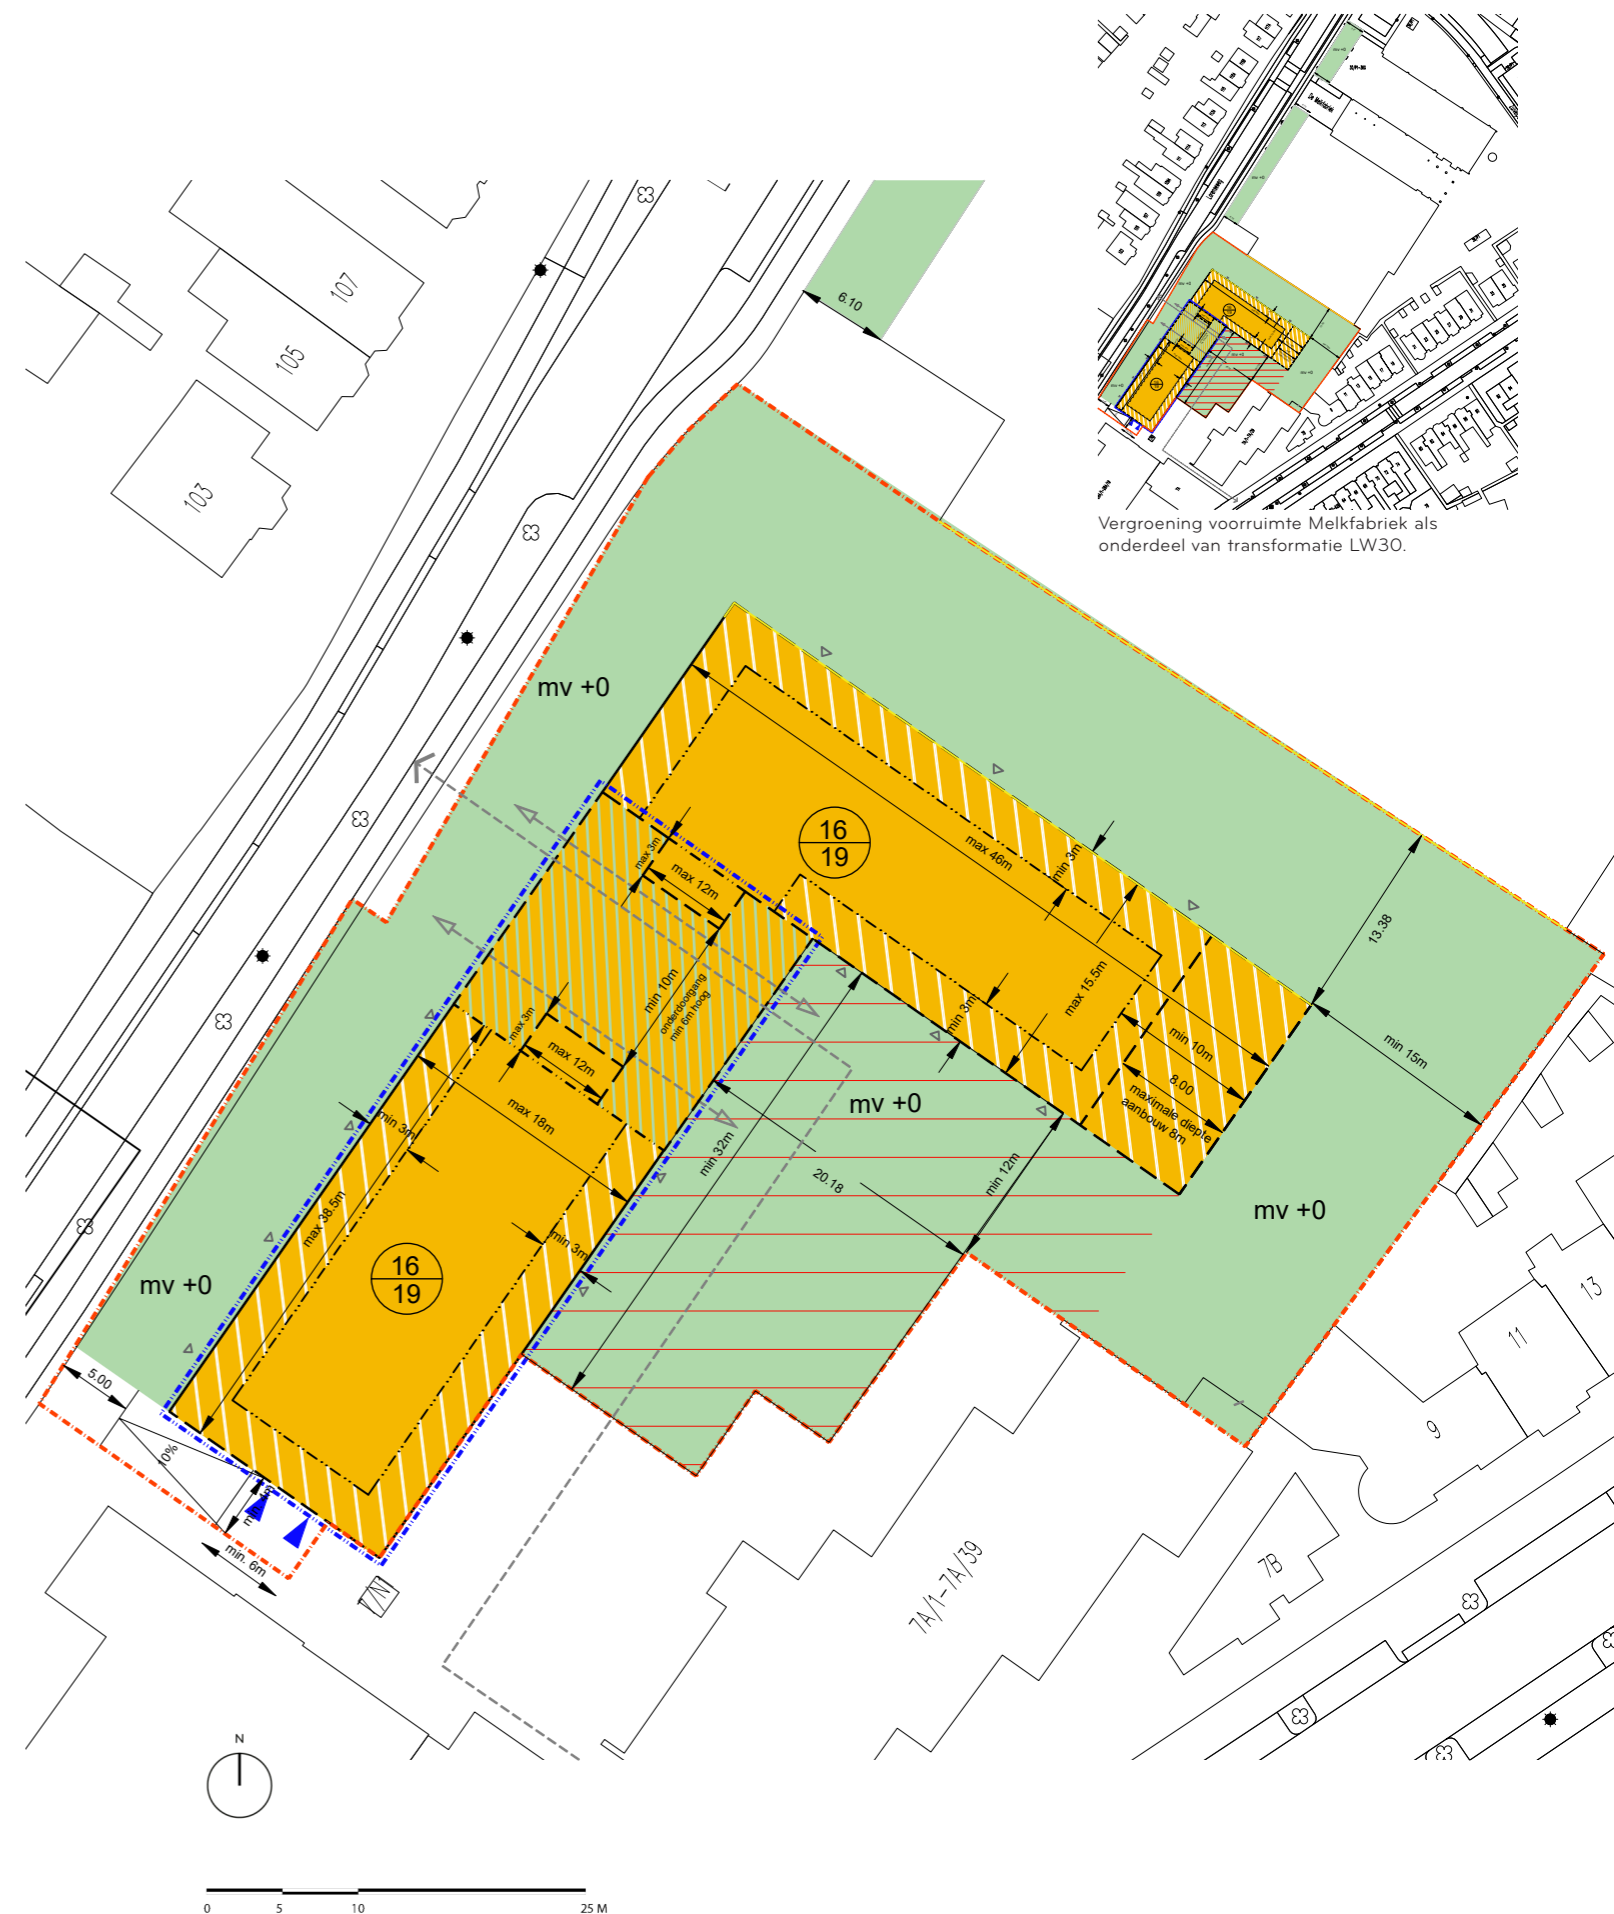 Vergroening voorruimte Melkfabriek als
onderdeel van transformatie LW30.
107
105
103
6.10
mv +0
16
19
max 46m
min 3m
max 3m
max 12m
min 10m
onderdoorgang
min 6m hoog
max 3m
max 12m
max 15.5m
min 3m
13.38
min 15m
min 10m
8.00
maximale diepte
aanbouw 8m
mv +0
max 18m
min 3m
max 38.5m
min 32m
20.18
min 12m
mv +0
min 3m
16
19
mv +0
5.00
10%
min. 6m
7/N
7A/1-7A/39
7B
9
11
13
N
0 5 10 25 M